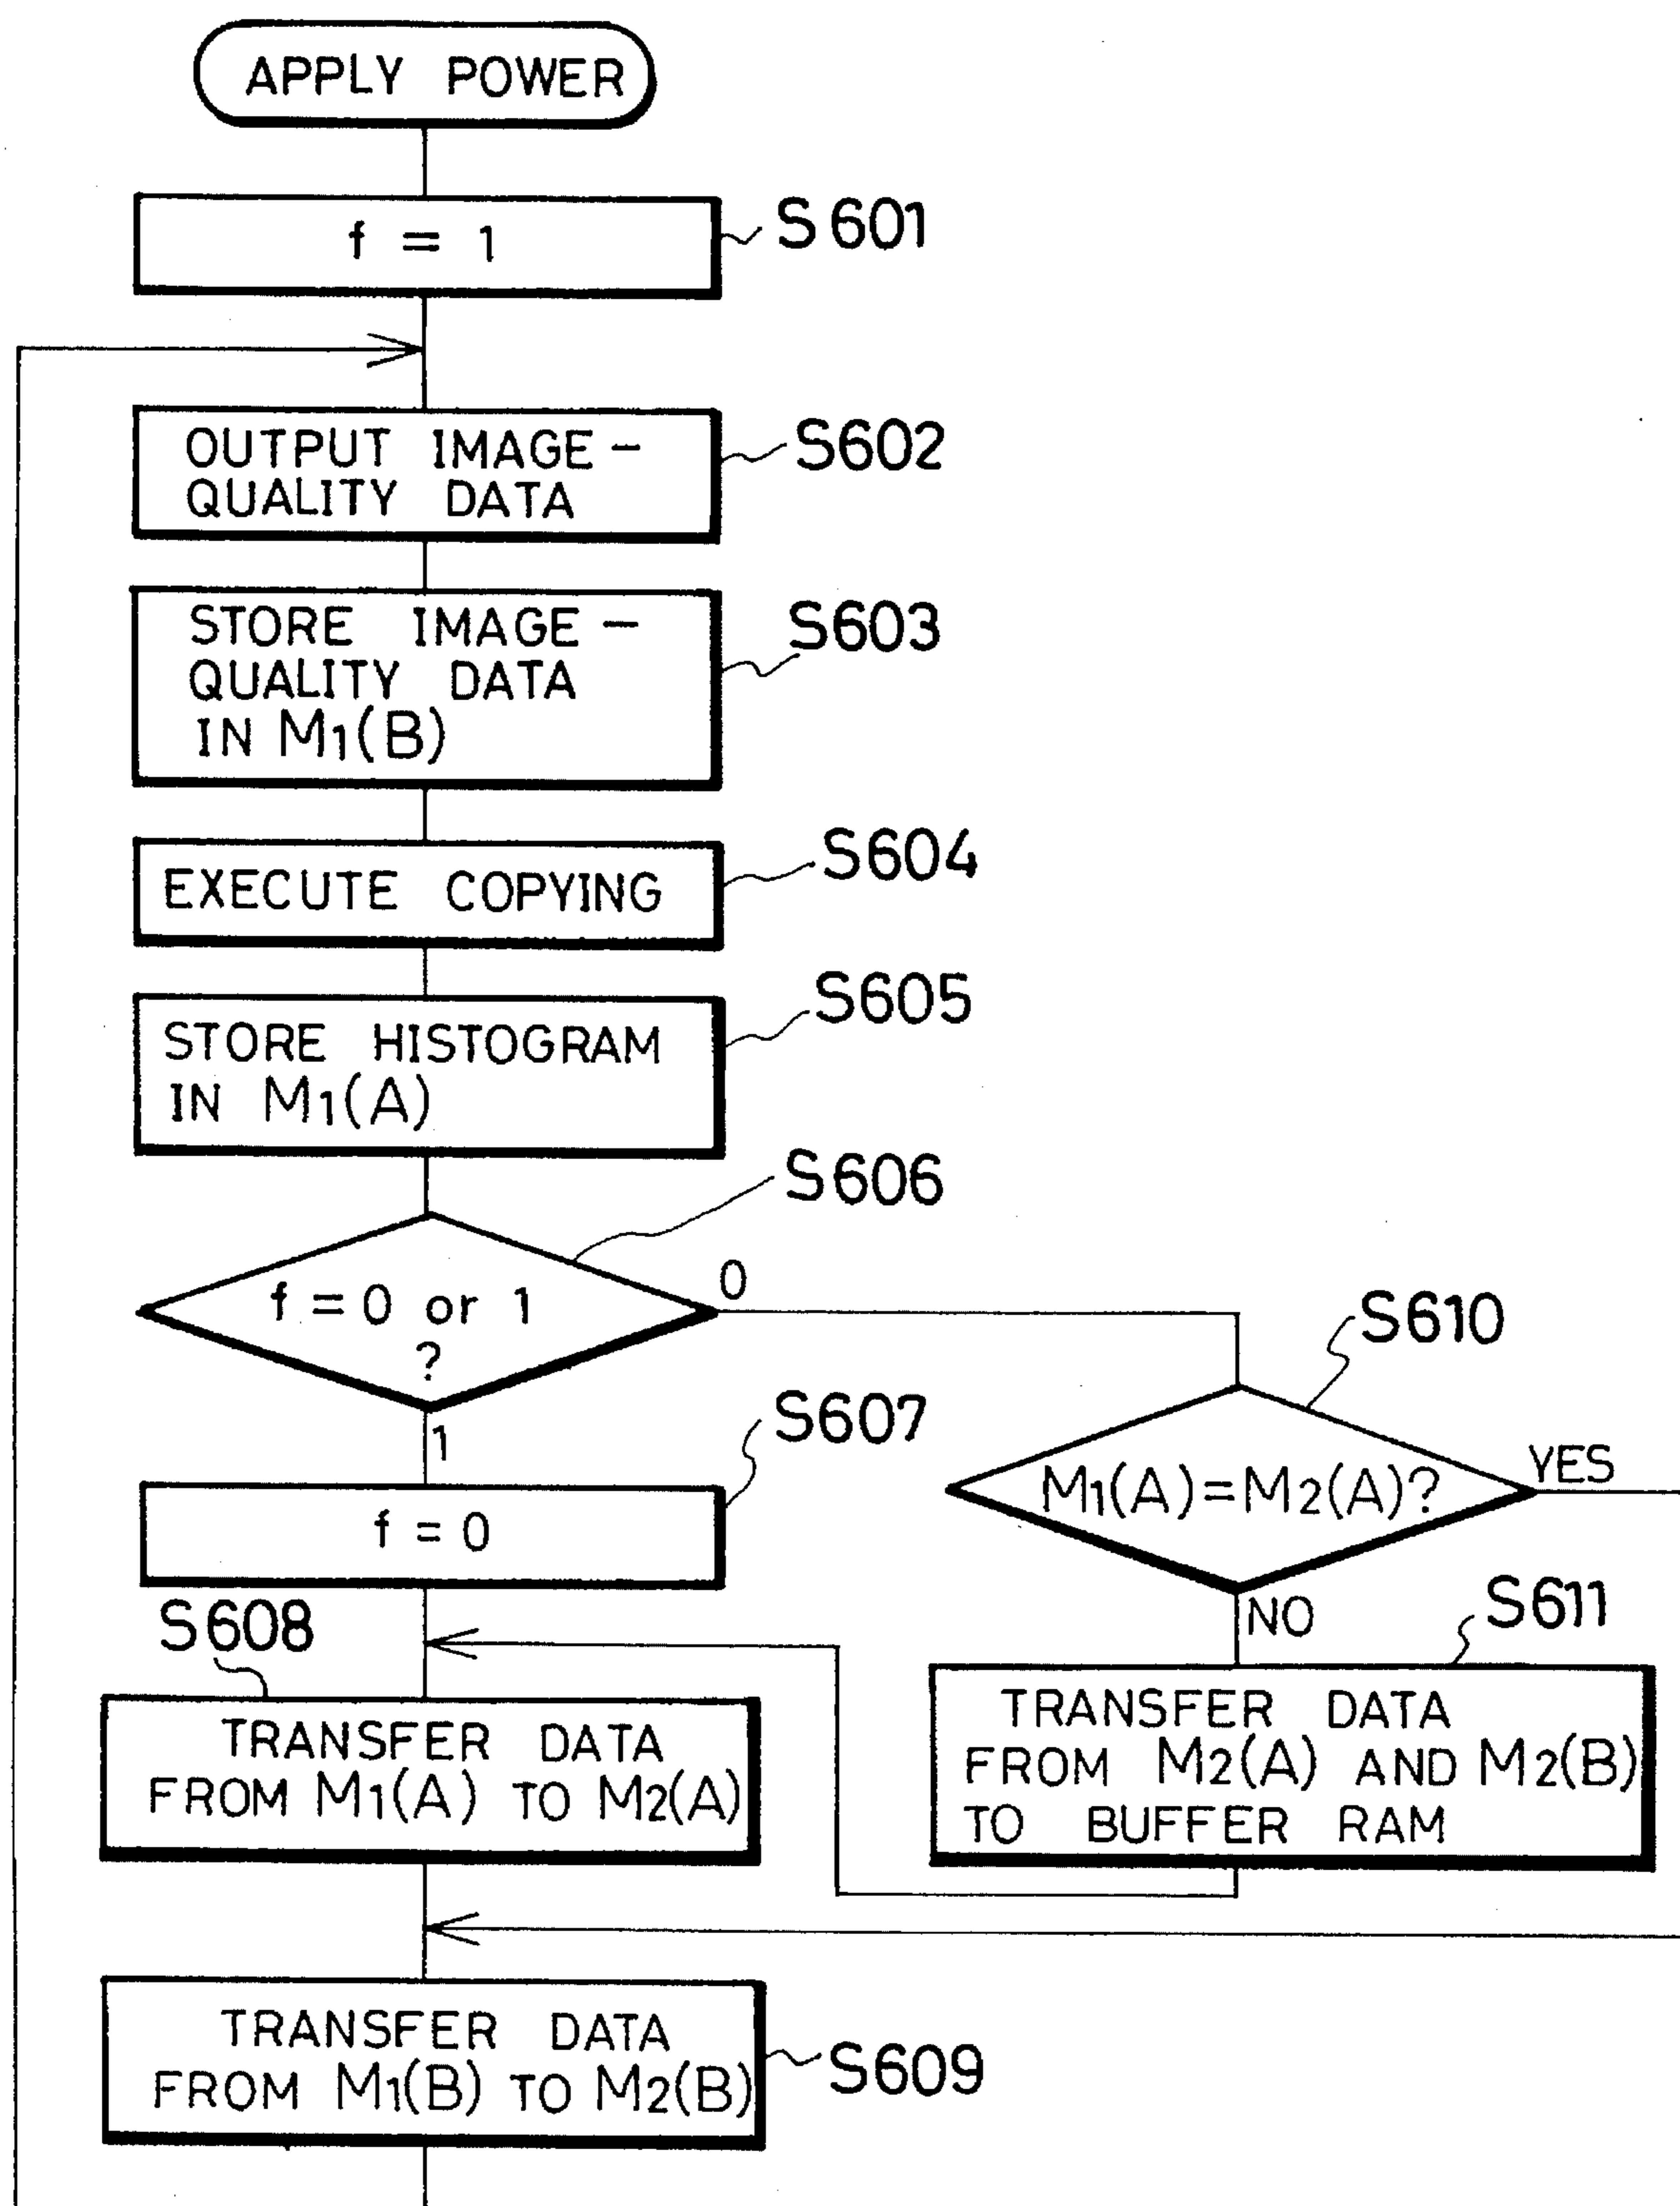 APPLY POWER
f = 1
S601
OUTPUT IMAGE-
QUALITY DATA
S602
STORE IMAGE-
QUALITY DATA
IN M1(B)
S603
EXECUTE COPYING
S604
STORE HISTOGRAM
IN M1(A)
S605
S606
f = 0 or 1
?
0
1
S607
f = 0
S610
M1(A)=M2(A)?
YES
NO
S611
TRANSFER DATA
FROM M2(A) AND M2(B)
TO BUFFER RAM
S608
TRANSFER DATA
FROM M1(A) TO M2(A)
TRANSFER DATA
FROM M1(B) TO M2(B)
S609